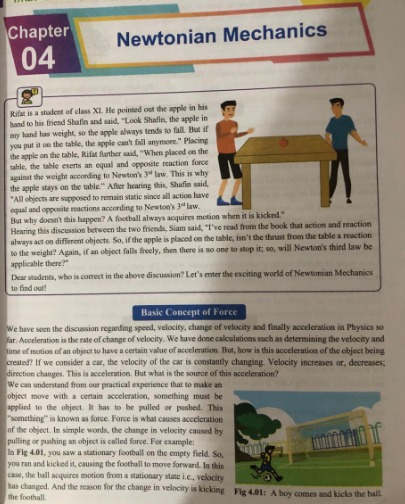 Chapter
04
Newtonian Mechanics
Rifat is a student of class XI. He pointed out the apple in his
hand to his friend Shafin and said, "Look Shafin, the apple in
my hand has weight, so the apple always tends to fall. But if
you put it on the table, the apple can't fall anymore." Placing
the apple on the table, Rifat further said, "When placed on the
table, the table exerts an equal and opposite reaction force
against the weight according to Newton's 3rd law. This is why
the apple stays on the table." After hearing this, Shafin said,
"All objects are supposed to remain static since all action have
equal and opposite reactions according to Newton's 3rd law.
But why doesn't this happen? A football always acquires motion when it is kicked."
Hearing this discussion between the two friends, Siam said, "I've read from the book that action and reaction
always act on different objects. So, if the apple is placed on the table, isn't the thrust from the table a reaction
to the weight? Again, if an object falls freely, then there is no one to stop it; so, will Newton's third law be
applicable there?"
Dear students, who is correct in the above discussion? Let's enter the exciting world of Newtonian Mechanics
to find out!
Basic Concept of Force
We have seen the discussion regarding speed, velocity, change of velocity and finally acceleration in Physics so
far. Acceleration is the rate of change of velocity. We have done calculations such as determining the velocity and
time of motion of an object to have a certain value of acceleration. But, how is this acceleration of the object being
created? If we consider a car, the velocity of the car is constantly changing. Velocity increases or, decreases;
direction changes. This is acceleration. But what is the source of this acceleration?
We can understand from our practical experience that to make an
object move with a certain acceleration, something must be
applied to the object. It has to be pulled or pushed. This
"something" is known as force. Force is what causes acceleration
of the object. In simple words, the change in velocity caused by
pulling or pushing an object is called force. For example:
In Fig 4.01, you saw a stationary football on the empty field. So,
you ran and kicked it, causing the football to move forward. In this
case, the ball acquires motion from a stationary state i.e., velocity
has changed. And the reason for the change in velocity is kicking
the football.
Fig 4.01: A boy comes and kicks the ball.